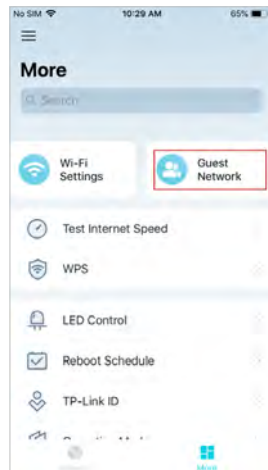 No SIM 10:29 AM 65%
More
Search
Wi-Fi Settings
Guest Network
Test Internet Speed
WPS
LED Control
Reboot Schedule
TP-Link ID
More